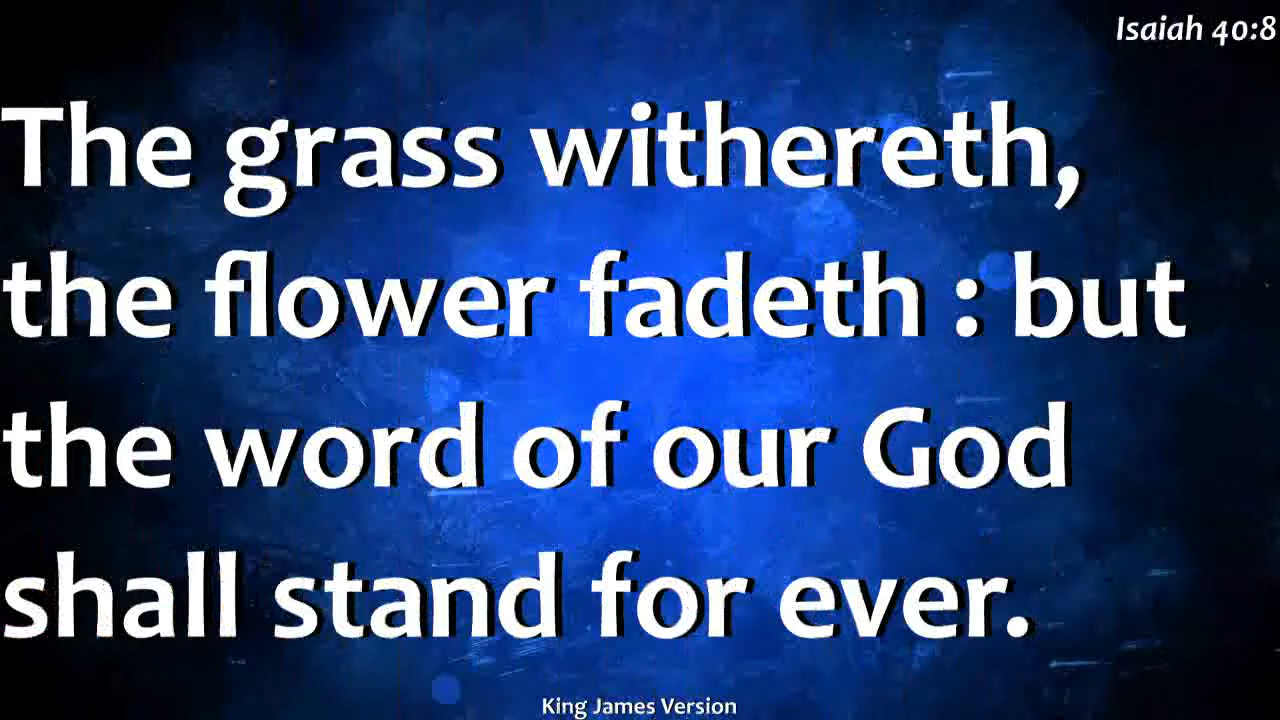 Isaiah 40:8
The grass withereth,
the flower fadeth : but
the word of our God
shall stand for ever.
King James Version